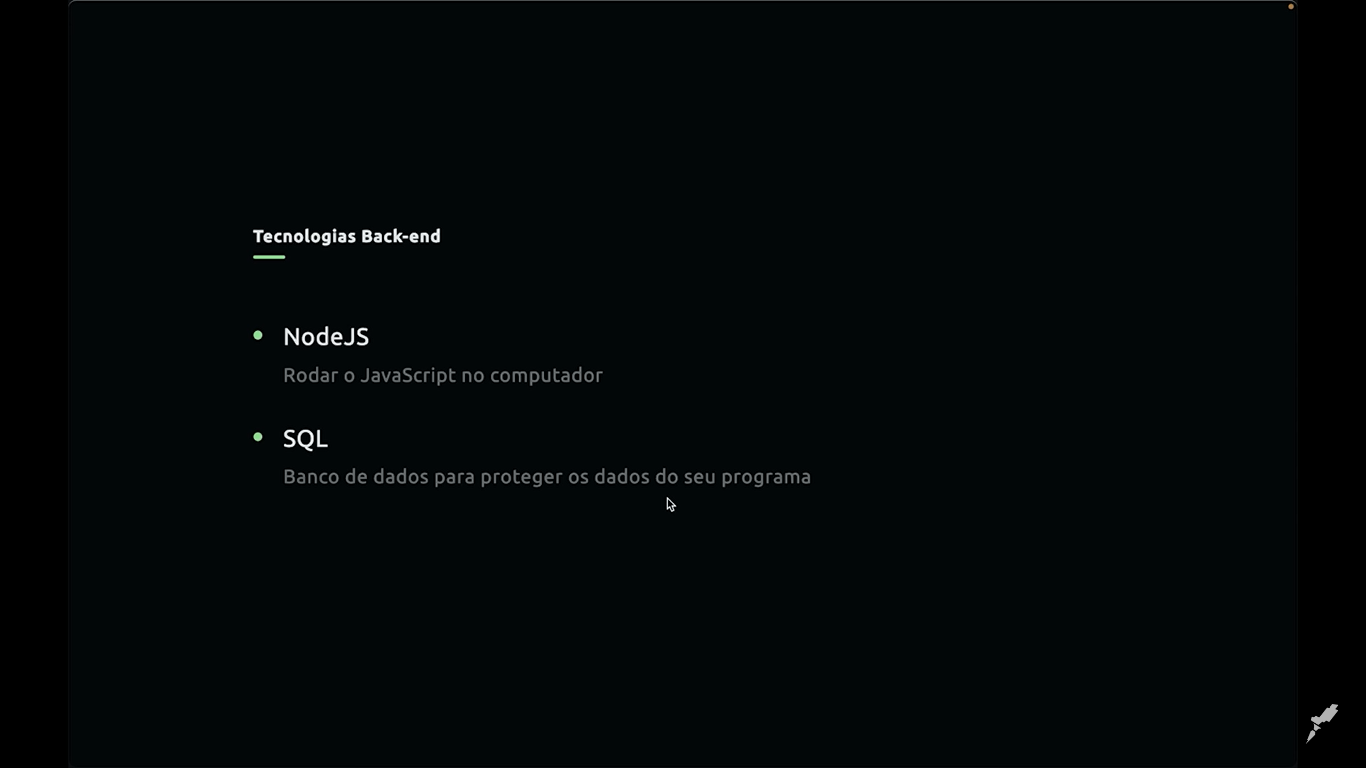 Tecnologias Back-end
NodeJS
Rodar o JavaScript no computador
SQL
Banco de dados para proteger os dados do seu programa